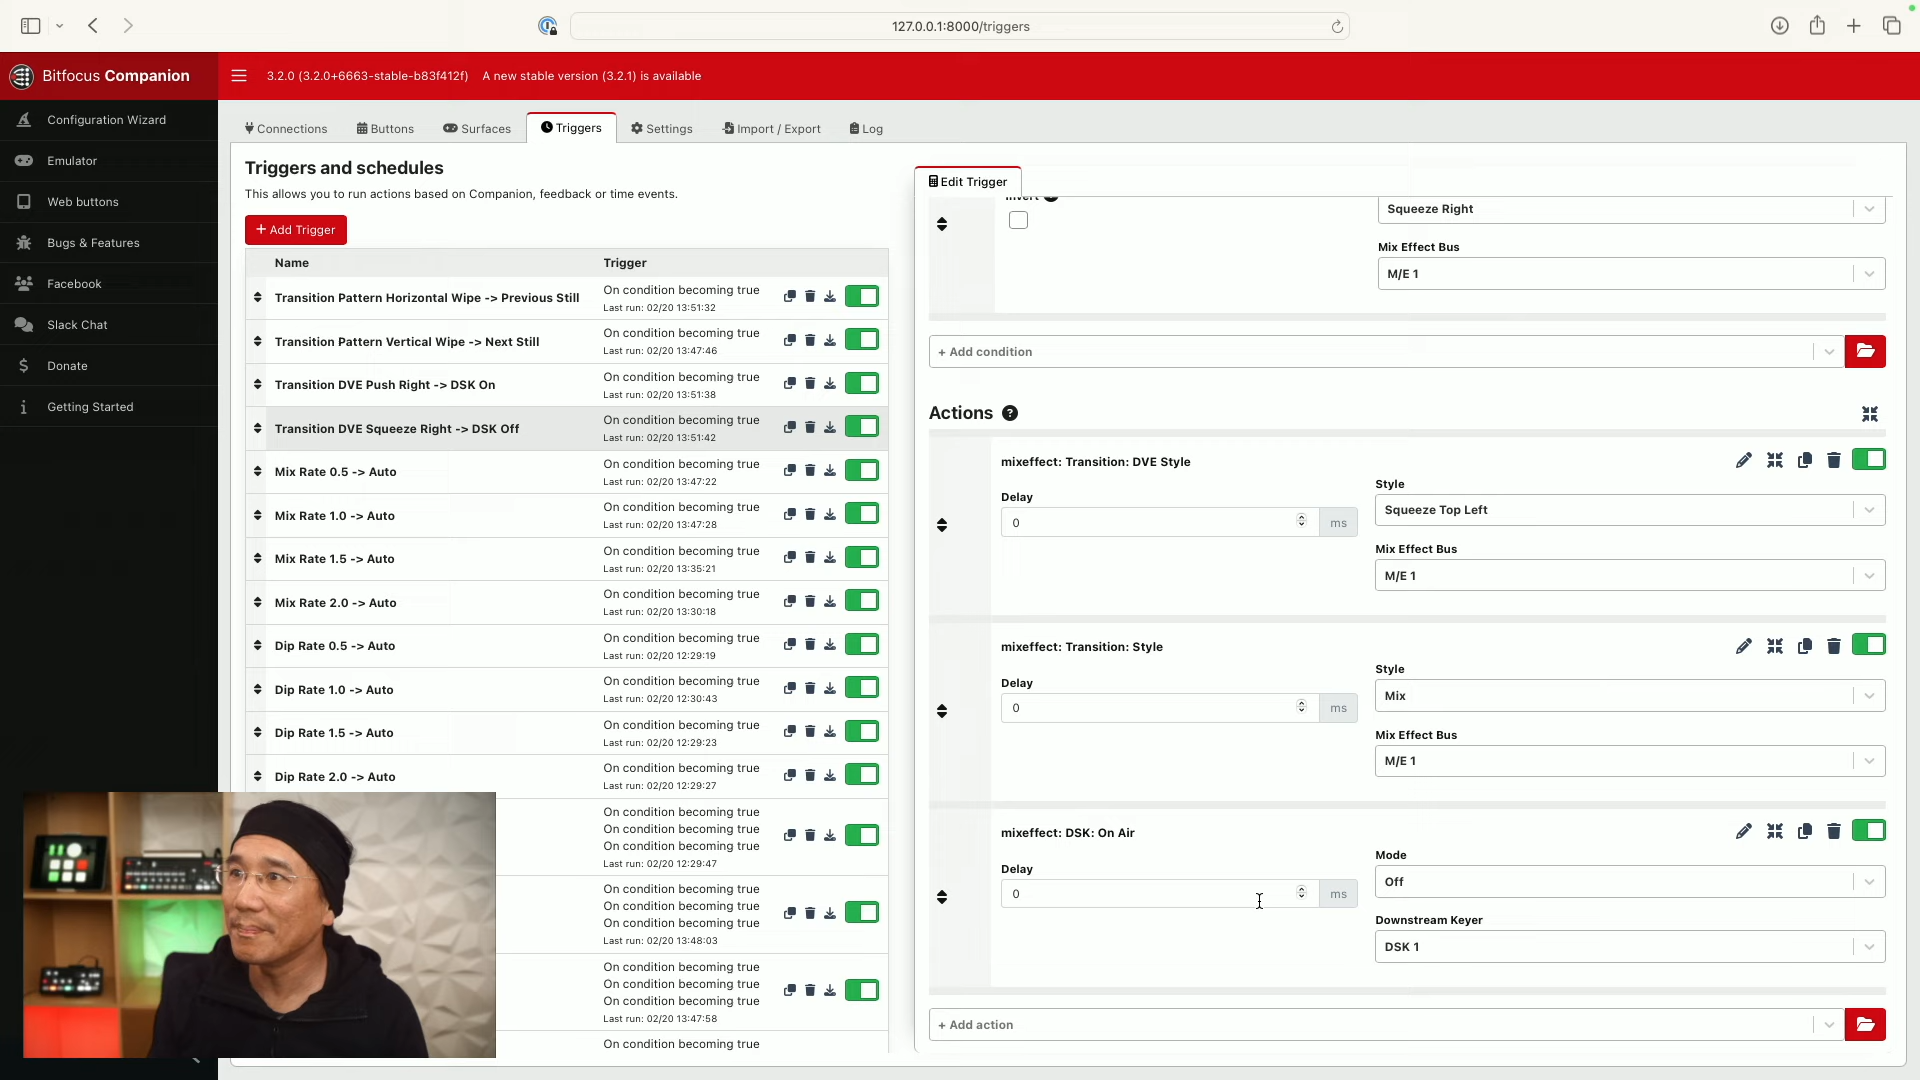 127.0.0.1:8000/triggers
Bitfocus Companion
3.2.0 (3.2.0+6663-stable-b83f412f) A new stable version (3.2.1) is available
Configuration Wizard
Emulator
Web buttons
Bugs & Features
Facebook
Slack Chat
Donate
Getting Started
Connections
Buttons
Surfaces
Triggers
Settings
Import / Export
Log
Triggers and schedules
This allows you to run actions based on Companion, feedback or time events.
+ Add Trigger
Name Trigger
Transition Pattern Horizontal Wipe -> Previous Still
On condition becoming true
Last run: 02/20 13:51:32
Transition Pattern Vertical Wipe -> Next Still
On condition becoming true
Last run: 02/20 13:47:46
Transition DVE Push Right -> DSK On
On condition becoming true
Last run: 02/20 13:51:38
Transition DVE Squeeze Right -> DSK Off
On condition becoming true
Last run: 02/20 13:51:42
Mix Rate 0.5 -> Auto
On condition becoming true
Last run: 02/20 13:47:22
Mix Rate 1.0 -> Auto
On condition becoming true
Last run: 02/20 13:47:28
Mix Rate 1.5 -> Auto
On condition becoming true
Last run: 02/20 13:35:21
Mix Rate 2.0 -> Auto
On condition becoming true
Last run: 02/20 13:30:18
Dip Rate 0.5 -> Auto
On condition becoming true
Last run: 02/20 12:29:19
Dip Rate 1.0 -> Auto
On condition becoming true
Last run: 02/20 12:30:43
Dip Rate 1.5 -> Auto
On condition becoming true
Last run: 02/20 12:29:23
Dip Rate 2.0 -> Auto
On condition becoming true
Last run: 02/20 12:29:27
On condition becoming true
On condition becoming true
On condition becoming true
Last run: 02/20 12:29:47
On condition becoming true
On condition becoming true
On condition becoming true
Last run: 02/20 13:48:03
On condition becoming true
On condition becoming true
On condition becoming true
Last run: 02/20 13:47:58
On condition becoming true
Edit Trigger
Invert
Squeeze Right
Mix Effect Bus
M/E 1
+ Add condition
Actions ?
mixeffect: Transition: DVE Style
Delay
0 ms
Style
Squeeze Top Left
Mix Effect Bus
M/E 1
mixeffect: Transition: Style
Delay
0 ms
Style
Mix
Mix Effect Bus
M/E 1
mixeffect: DSK: On Air
Delay
0 ms
Mode
Off
Downstream Keyer
DSK 1
+ Add action